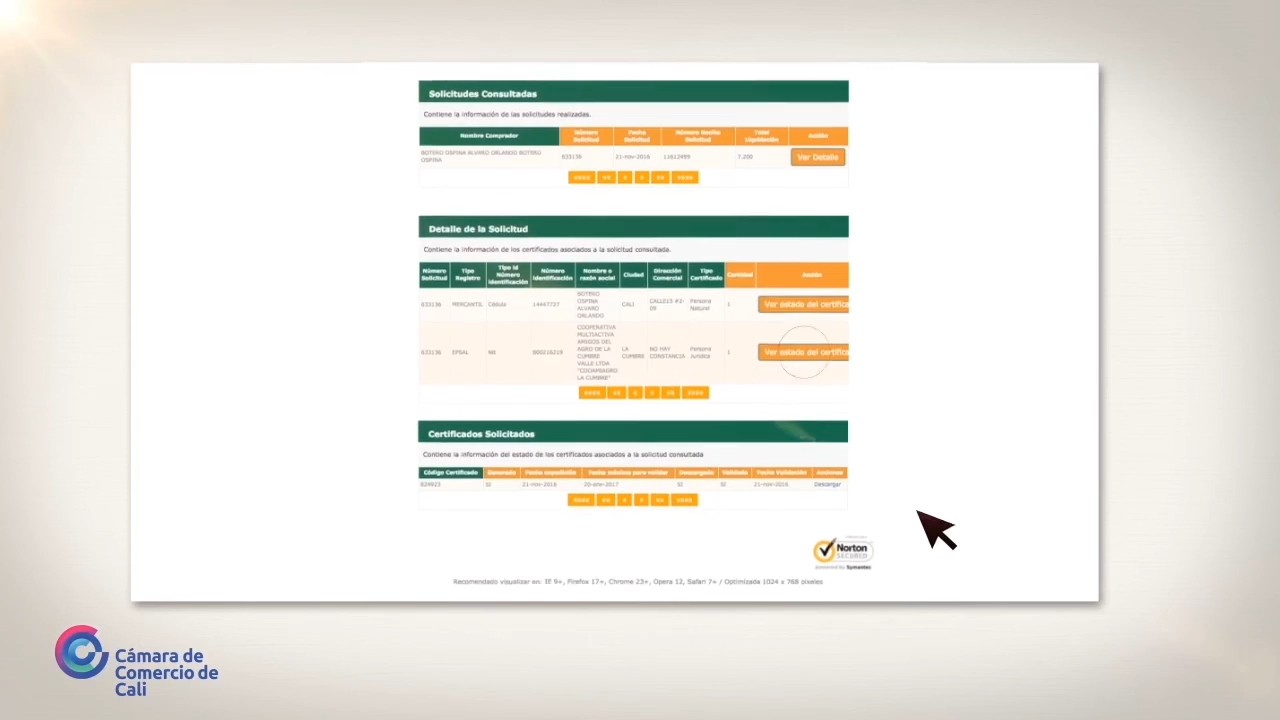 Solicitudes Consultadas
Contiene la información de las solicitudes realizadas.
Nombre Comprador Número Solicitud Fecha Solicitud Número Recibo Solicitud Total Liquidación Acción
BOTERO OSPINA ALVARO ORLANDO BOTERO OSPINA 633136 21-nov-2016 11612499 7.200 Ver Detalle
<<<< << < > >> >>>>
Detalle de la Solicitud
Contiene la información de los certificados asociados a la solicitud consultada.
Número Solicitud Tipo Registro Tipo id Número Identificación Número Identificación Nombre o razón social Ciudad Dirección Comercial Tipo Certificado Cantidad Acción
633136 MERCANTIL Cédula 14447727 BOTERO OSPINA ALVARO ORLANDO CALI Persona Natural 1 Ver estado del certifica
633136 EPSAL Nit COOPERATIVA MULTIACTIVA AMIGOS DEL AGRO DE LA CUMBRE VALLE LTDA LA CUMBRE NO HAY CONSTANCIA Persona Juridica 1 Ver estado del certifica
<<<< << < > >> >>>>
Certificados Solicitados
Contiene la información del estado de los certificados asociados a la solicitud consultada
Código Certificado Generado Fecha Expedición Fecha máxima para validar Descargado Validado Fecha Validación Acciones
624923 SI 21-nov-2016 20-ene-2017 SI SI 21-nov-2016 Descargar
<<<< << < > >> >>>>
Norton
SECURED
powered by Symantec
Recomendado visualizar en: IE 9+, Firefox 17+, Chrome 23+, Opera 12, Safari 7+ / Optimizada 1024 x 768 pixeles
Cámara de
Comercio de
Cali